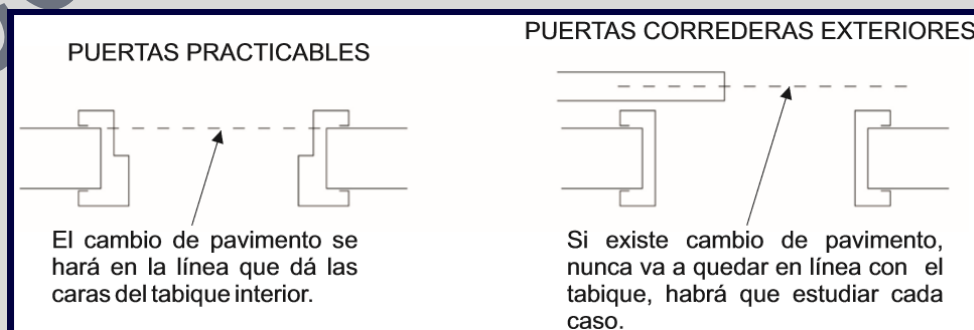 PUERTAS PRACTICABLES
El cambio de pavimento se
hará en la línea que dá las
caras del tabique interior.
PUERTAS CORREDERAS EXTERIORES
Si existe cambio de pavimento,
nunca va a quedar en línea con el
tabique, habrá que estudiar cada
caso.